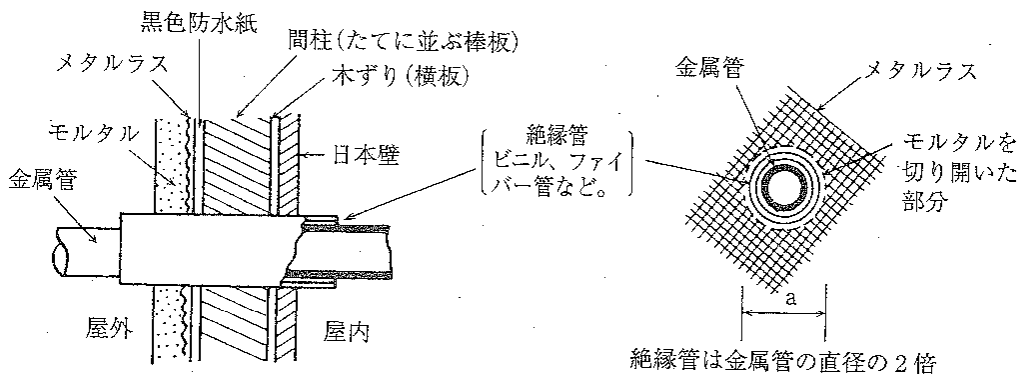 黒色防水紙
間柱(たてに並ぶ棒板)
メタルラス
木ずり(横板)
モルタル
日本壁
金属管
絶縁管
ビニル、ファイ
バー管など。
屋外
屋内
金属管
メタルラス
モルタルを
切り開いた
部分
a
絶縁管は金属管の直径の2倍